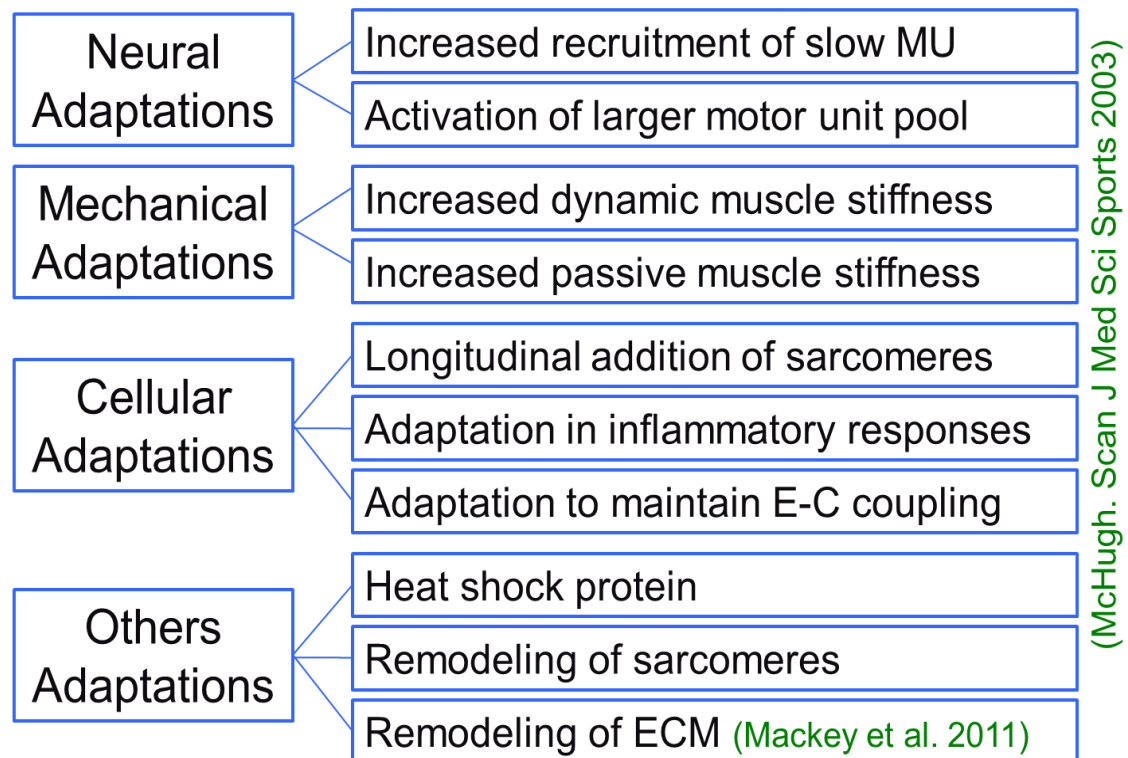 Neural
Adaptations
Increased recruitment of slow MU
Activation of larger motor unit pool
Mechanical
Adaptations
Increased dynamic muscle stiffness
Increased passive muscle stiffness
Cellular
Adaptations
Longitudinal addition of sarcomeres
Adaptation in inflammatory responses
Adaptation to maintain E-C coupling
Others
Adaptations
Heat shock protein
Remodeling of sarcomeres
Remodeling of ECM (Mackey et al. 2011)
(McHugh. Scan J Med Sci Sports 2003)